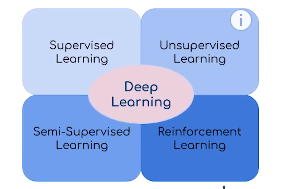 Supervised
Learning
Unsupervised
Learning
i
Deep
Learning
Semi-Supervised
Learning
Reinforcement
Learning